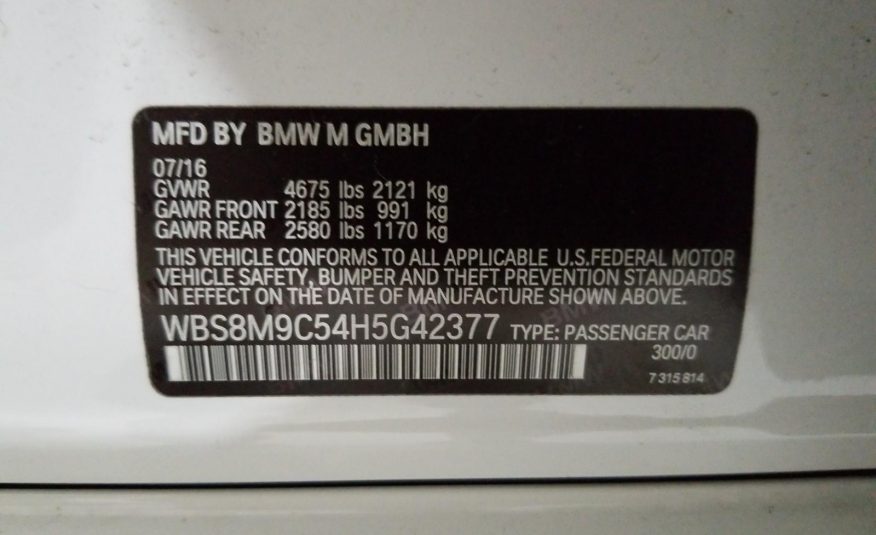 MFD BY BMW M GMBH
07/16
GVWR 4675 lbs 2121 kg
GAWR FRONT 2185 lbs 991 kg
GAWR REAR 2580 lbs 1170 kg
THIS VEHICLE CONFORMS TO ALL APPLICABLE U.S.FEDERAL MOTOR
VEHICLE SAFETY, BUMPER AND THEFT PREVENTION STANDARDS
IN EFFECT ON THE DATE OF MANUFACTURE SHOWN ABOVE.
WBS8M9C54H5G42377 TYPE: PASSENGER CAR
300/0
7 315 814